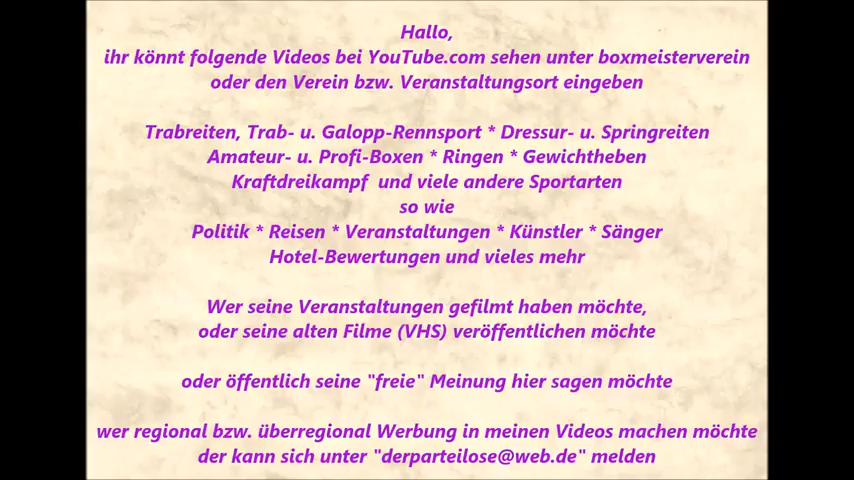 Hallo,
ihr könnt folgende Videos bei YouTube.com sehen unter boxmeisterverein
oder den Verein bzw. Veranstaltungsort eingeben
Trabreiten, Trab- u. Galopp-Rennsport * Dressur- u. Springreiten
Amateur- u. Profi-Boxen * Ringen * Gewichtheben
Kraftdreikampf und viele andere Sportarten
so wie
Politik * Reisen * Veranstaltungen * Künstler * Sänger
Hotel-Bewertungen und vieles mehr
Wer seine Veranstaltungen gefilmt haben möchte,
oder seine alten Filme (VHS) veröffentlichen möchte
oder öffentlich seine "freie" Meinung hier sagen möchte
wer regional bzw. überregional Werbung in meinen Videos machen möchte
der kann sich unter "derparteilose@web.de" melden